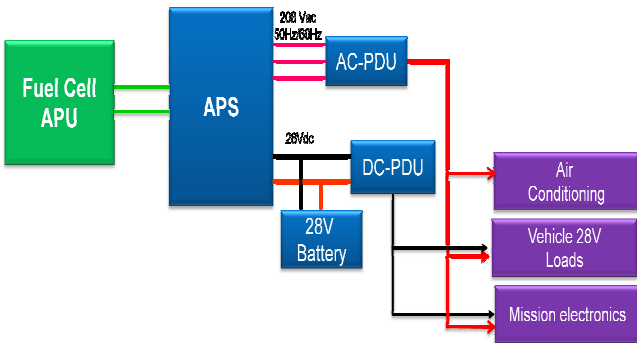 Fuel Cell
APU
APS
208 Vac
50Hz/60Hz
AC-PDU
28Vdc
DC-PDU
28V
Battery
Air
Conditioning
Vehicle 28V
Loads
Mission electronics